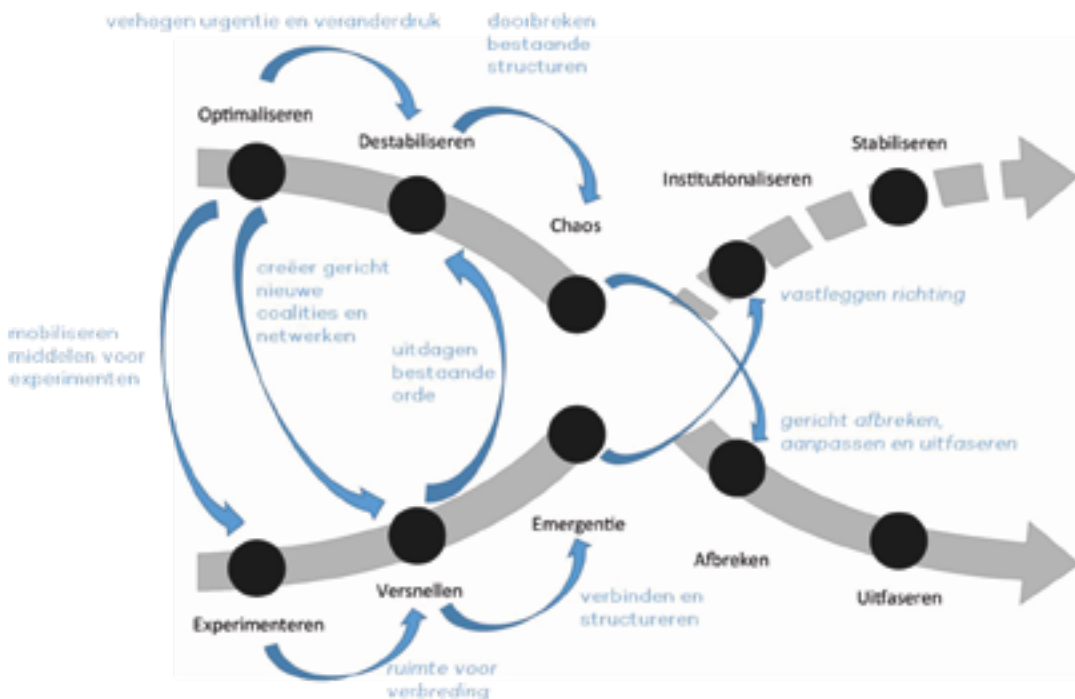 verhogen urgentie en veranderdruk
doorbreken
bestaande
structuren
Optimaliseren
Destabiliseren
Chaos
Institutionaliseren
Stabiliseren
creëer gericht
nieuwe
coalities en
netwerken
mobiliseren
middelen voor
experimenten
uitdagen
bestaande
orde
vastleggen richting
gericht afbreken,
aanpassen en uitfaseren
Emergentie
Versnellen
Experimenteren
verbinden en
structureren
ruimte voor
verbreding
Afbreken
Uitfaseren